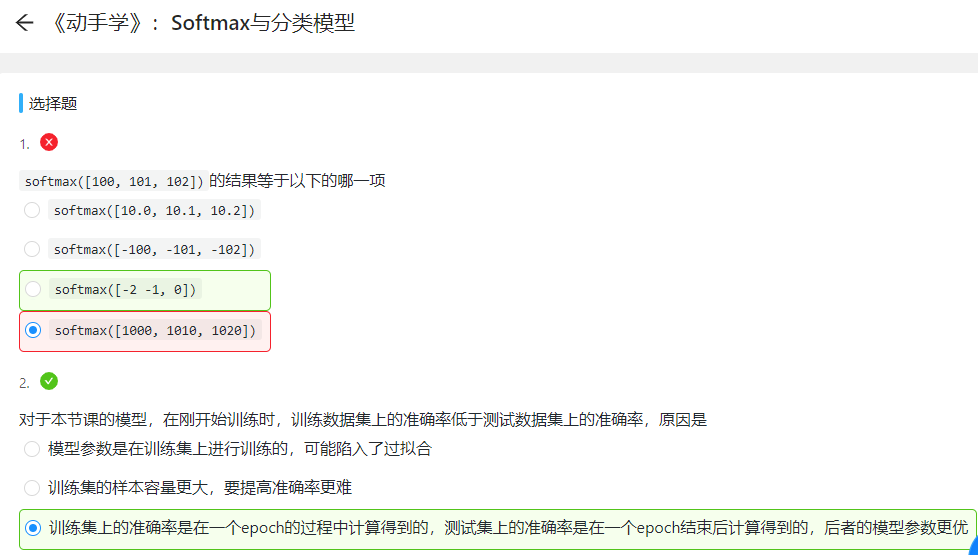 《动手学》：Softmax与分类模型
选择题
1.
softmax([100, 101, 102]) 的结果等于以下的哪一项
softmax([10.0, 10.1, 10.2])
softmax([-100, -101, -102])
softmax([-2 -1, 0])
softmax([1000, 1010, 1020])
2.
对于本节课的模型，在刚开始训练时，训练数据集上的准确率低于测试数据集上的准确率，原因是
模型参数是在训练集上进行训练的，可能陷入了过拟合
训练集的样本容量更大，要提高准确率更难
训练集上的准确率是在一个epoch的过程中计算得到的，测试集上的准确率是在一个epoch结束后计算得到的，后者的模型参数更优